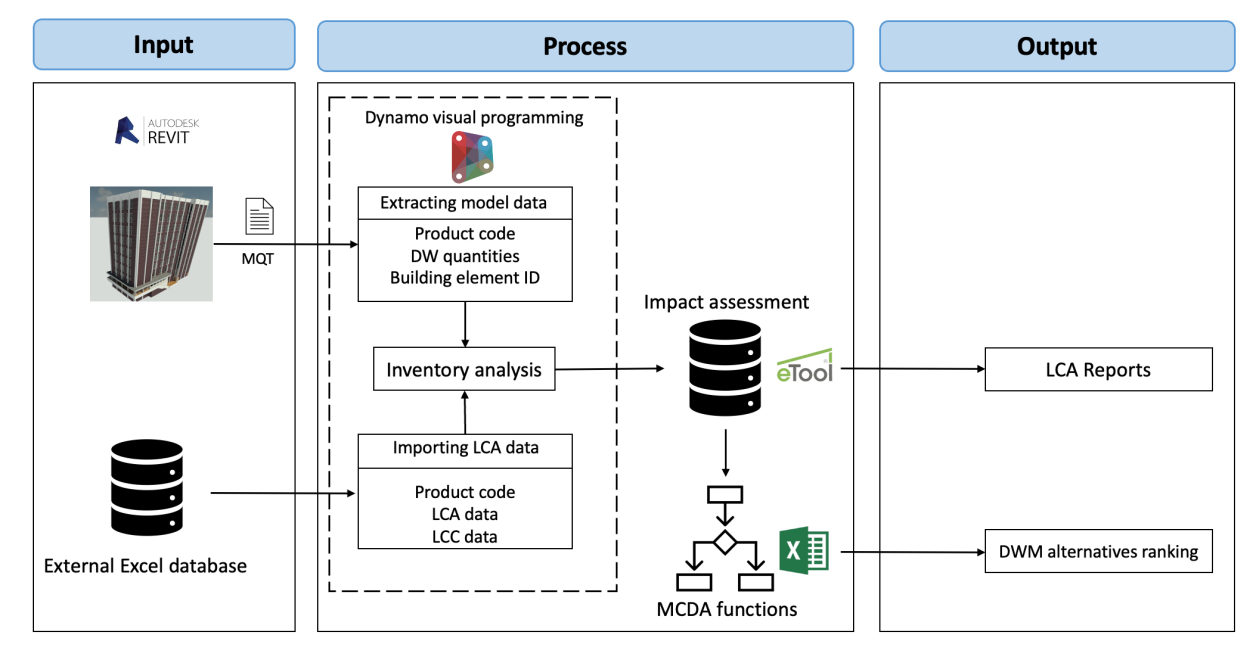 Input
Process
Output
AUTODESK
REVIT
MQT
External Excel database
Dynamo visual programming
Extracting model data
Product code
DW quantities
Building element ID
Inventory analysis
Importing LCA data
Product code
LCA data
LCC data
Impact assessment
eTool
X
MCDA functions
LCA Reports
DWM alternatives ranking